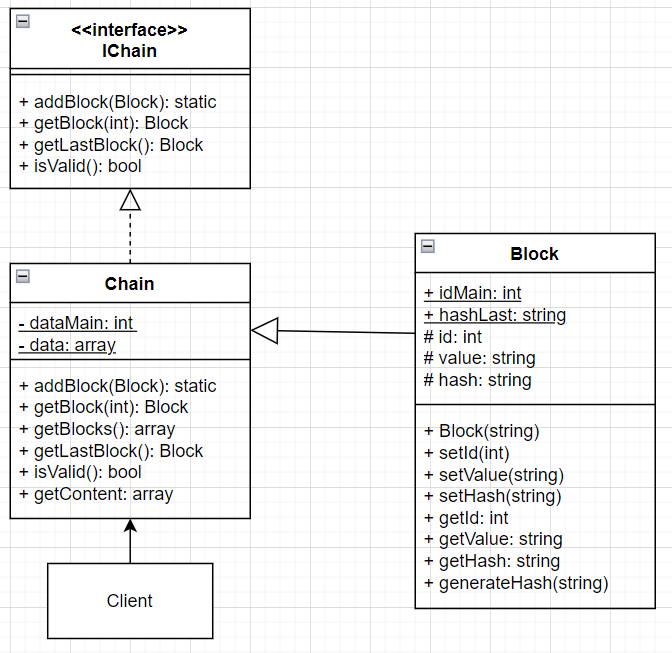 <<interface>>
IChain
+ addBlock(Block): static
+ getBlock(int): Block
+ getLastBlock(): Block
+ isValid(): bool
Chain
- dataMain: int
- data: array
+ addBlock(Block): static
+ getBlock(int): Block
+ getBlocks(): array
+ getLastBlock(): Block
+ isValid(): bool
+ getContent: array
Client
Block
+ idMain: int
+ hashLast: string
# id: int
# value: string
# hash: string
+ Block(string)
+ setId(int)
+ setValue(string)
+ setHash(string)
+ getId: int
+ getValue: string
+ getHash: string
+ generateHash(string)